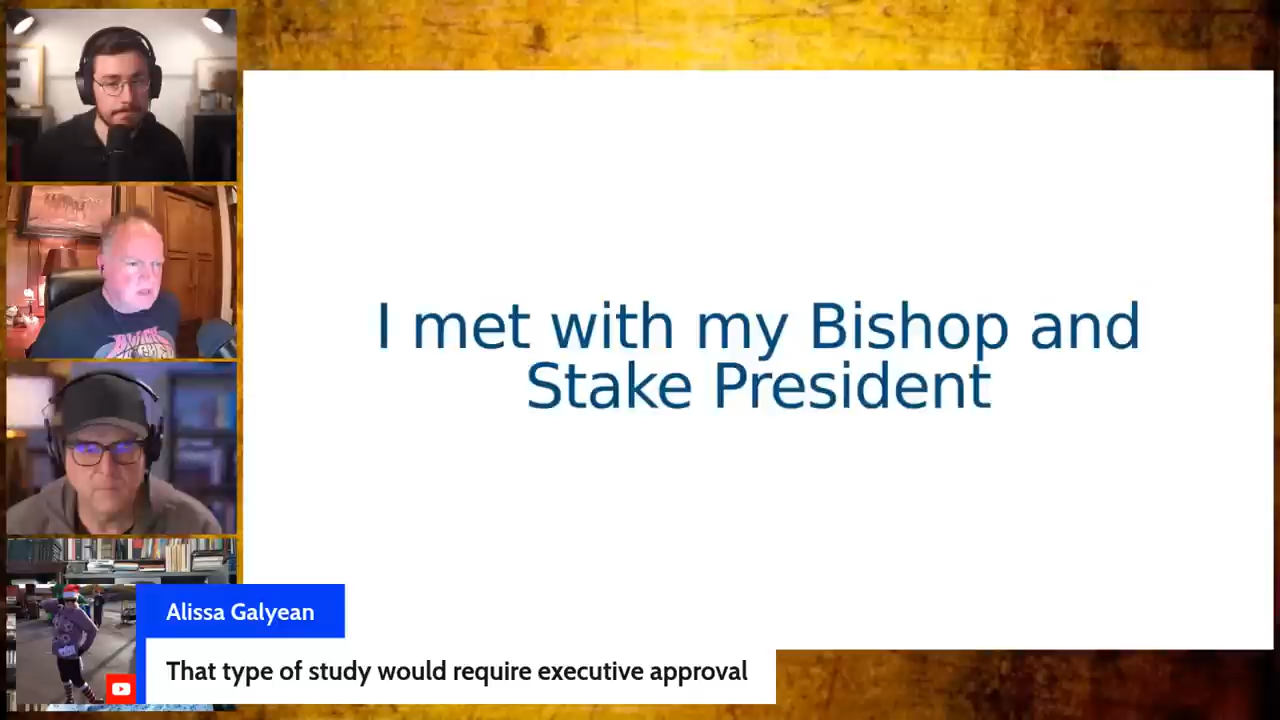 I met with my Bishop and
Stake President
Alissa Galyean
That type of study would require executive approval